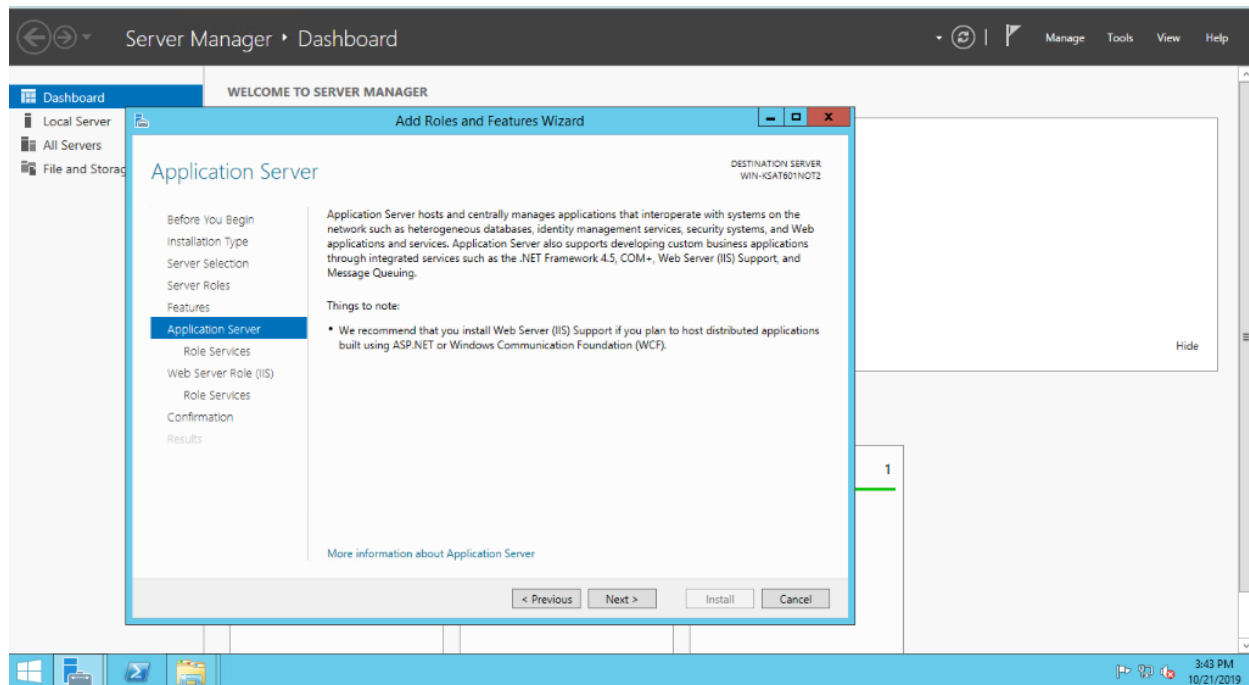 Server Manager ‣ Dashboard
Manage Tools View Help
Dashboard
Local Server
All Servers
File and Storag
WELCOME TO SERVER MANAGER
Add Roles and Features Wizard
Application Server
DESTINATION SERVER
WIN-KSAT601NOT2
Before You Begin
Installation Type
Server Selection
Server Roles
Features
Application Server
Role Services
Web Server Role (IIS)
Role Services
Confirmation
Results
Application Server hosts and centrally manages applications that interoperate with systems on the
network such as heterogeneous databases, identity management services, security systems, and Web
applications and services. Application Server also supports developing custom business applications
through integrated services such as the .NET Framework 4.5, COM+, Web Server (IIS) Support, and
Message Queuing.
Things to note:
• We recommend that you install Web Server (IIS) Support if you plan to host distributed applications
built using ASP.NET or Windows Communication Foundation (WCF).
More information about Application Server
< Previous Next > Install Cancel
Hide
1
3:43 PM
10/21/2019